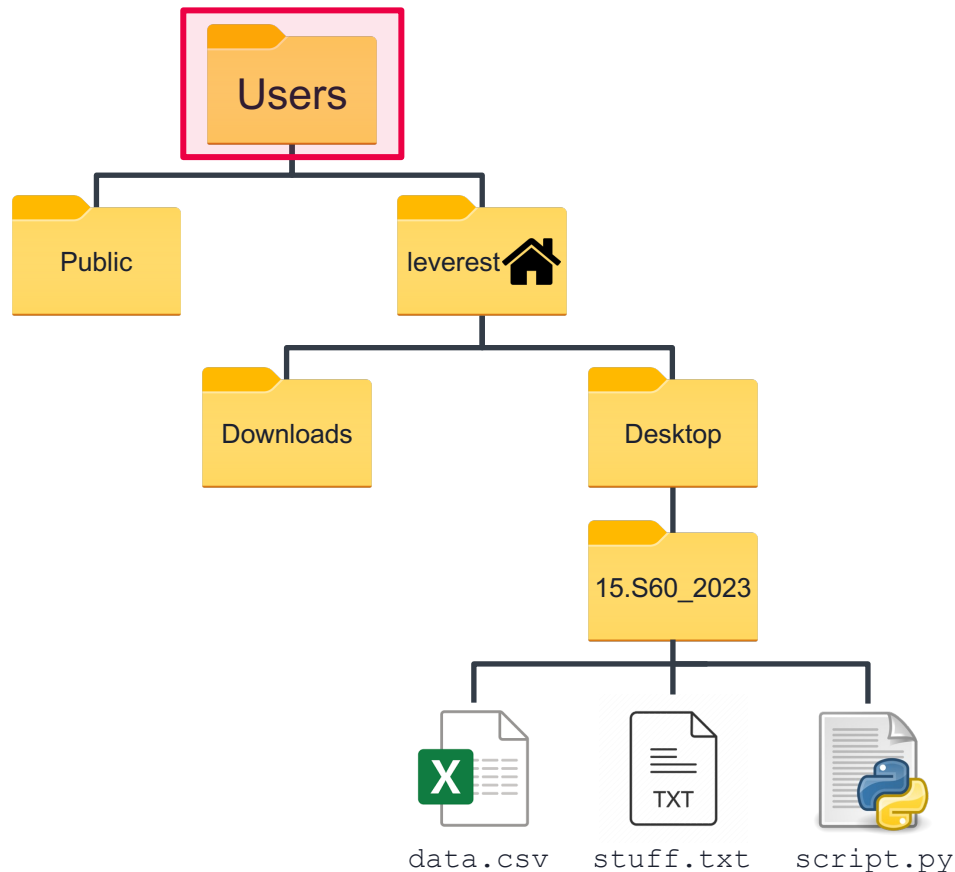 Users
Public
leverest
Downloads
Desktop
15.S60_2023
X
TXT
data.csv
stuff.txt
script.py